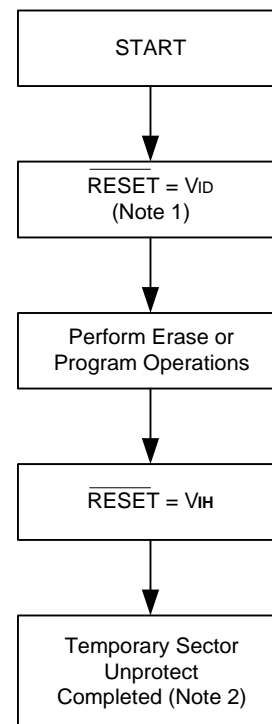 START
RESET = VID
(Note 1)
Perform Erase or
Program Operations
RESET = VIH
Temporary Sector
Unprotect
Completed (Note 2)